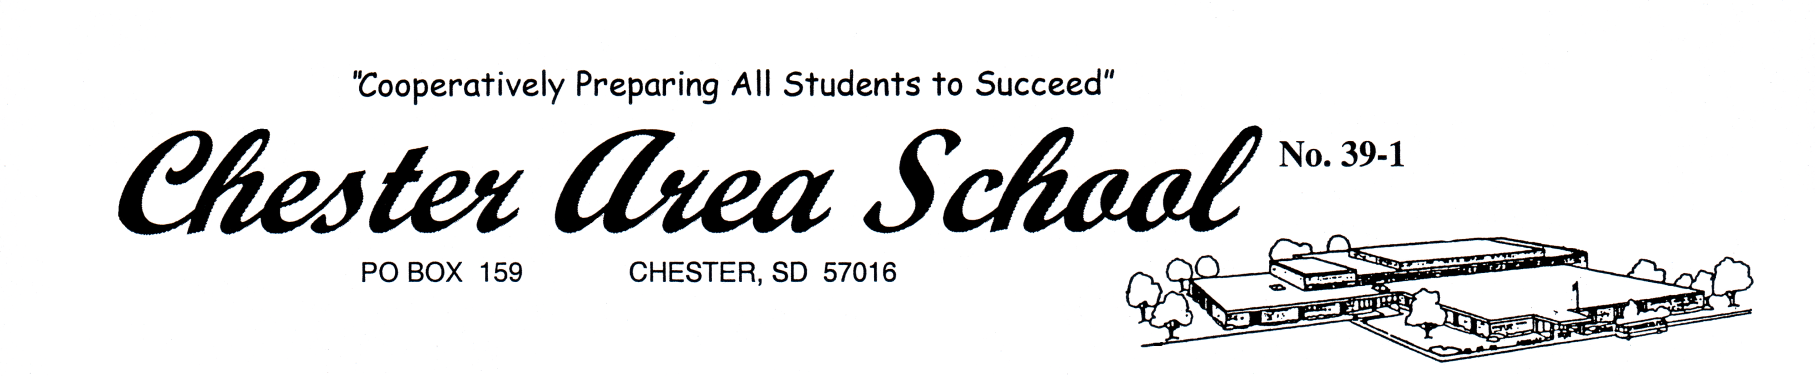 "Cooperatively Preparing All Students to Succeed"
Chester Area School No. 39-1
PO BOX 159 CHESTER, SD 57016